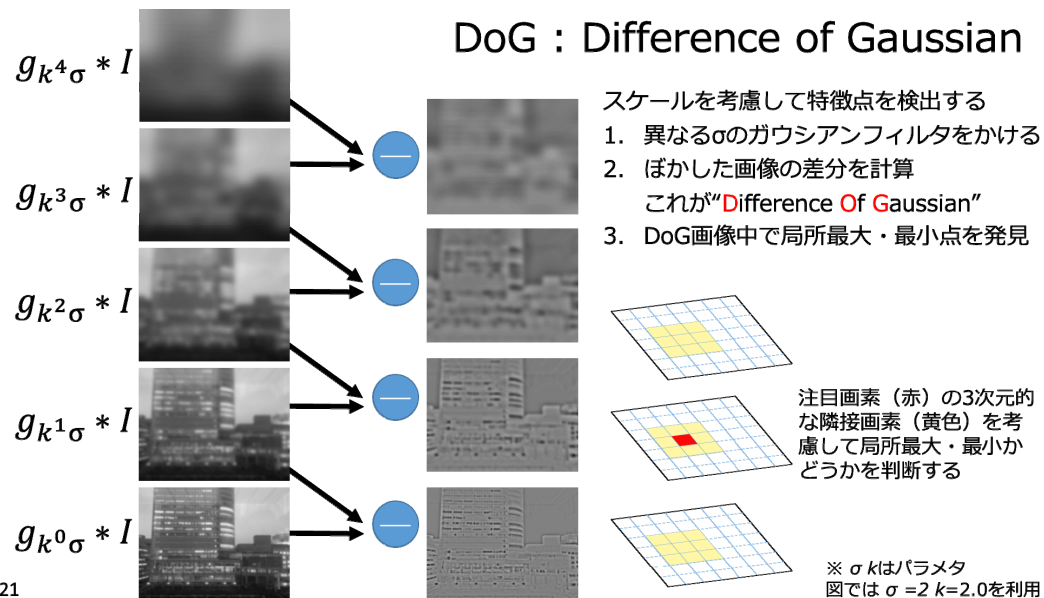 DoG : Difference of Gaussian
g_{k^4σ} * I
g_{k^3σ} * I
g_{k^2σ} * I
g_{k^1σ} * I
g_{k^0σ} * I
スケールを考慮して特徴点を検出する
1. 異なるσのガウシアンフィルタをかける
2. ぼかした画像の差分を計算
これが“Difference Of Gaussian”
3. DoG画像中で局所最大・最小点を発見
注目画素（赤）の3次元的
な隣接画素（黄色）を考
慮して局所最大・最小か
どうかを判断する
※ σ kはパラメタ
図では σ =2 k=2.0を利用
21